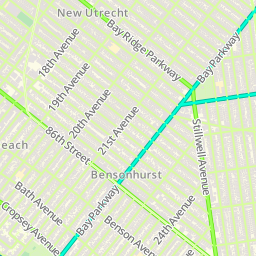 New Utrecht
Bay Ridge Parkway
Bay Parkway
18th Avenue
19th Avenue
20th Avenue
21st Avenue
86th Street
Stillwell Avenue
each
Bensonhurst
Bath Avenue
Bay Parkway
24th Avenue
Cropsey Avenue
Benson Aven